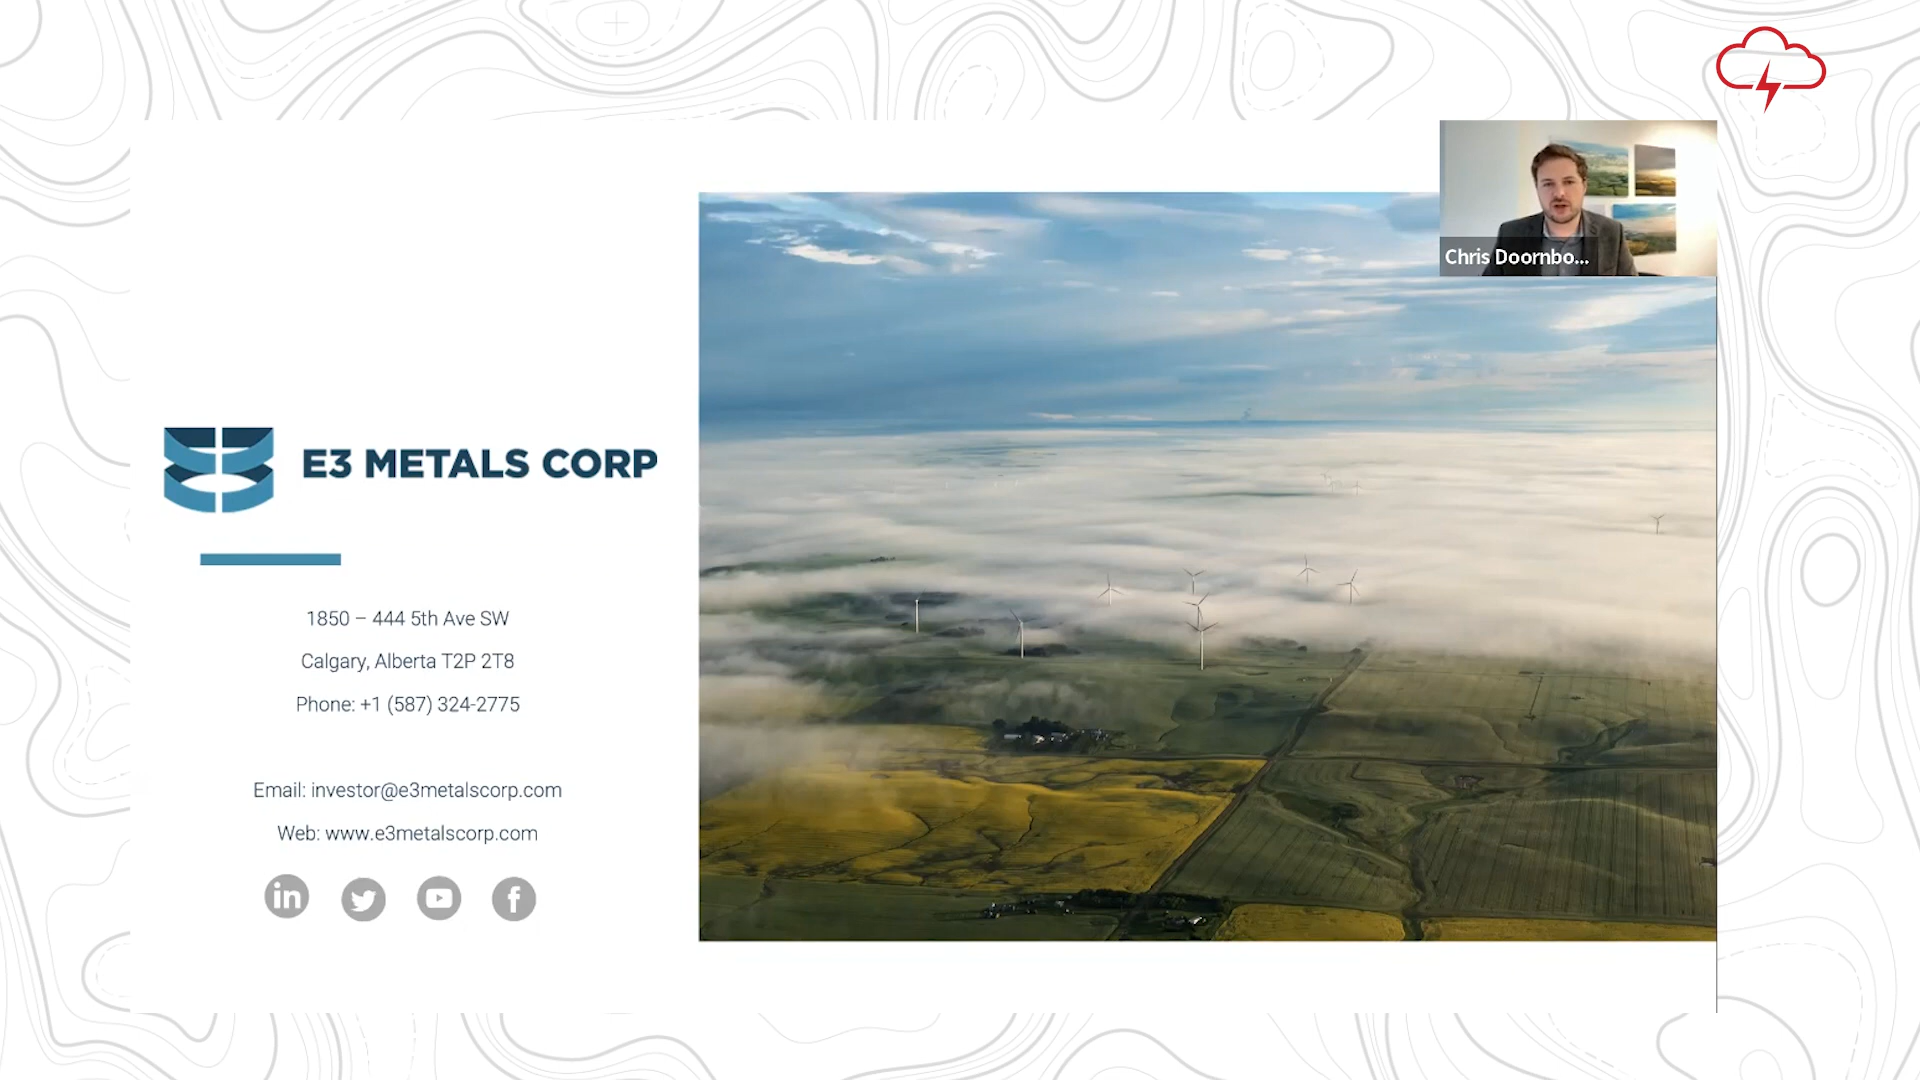 Chris Doornbo...
E3 METALS CORP
1850 – 444 5th Ave SW
Calgary, Alberta T2P 2T8
Phone: +1 (587) 324-2775
Email: investor@e3metalscorp.com
Web: www.e3metalscorp.com
in
f